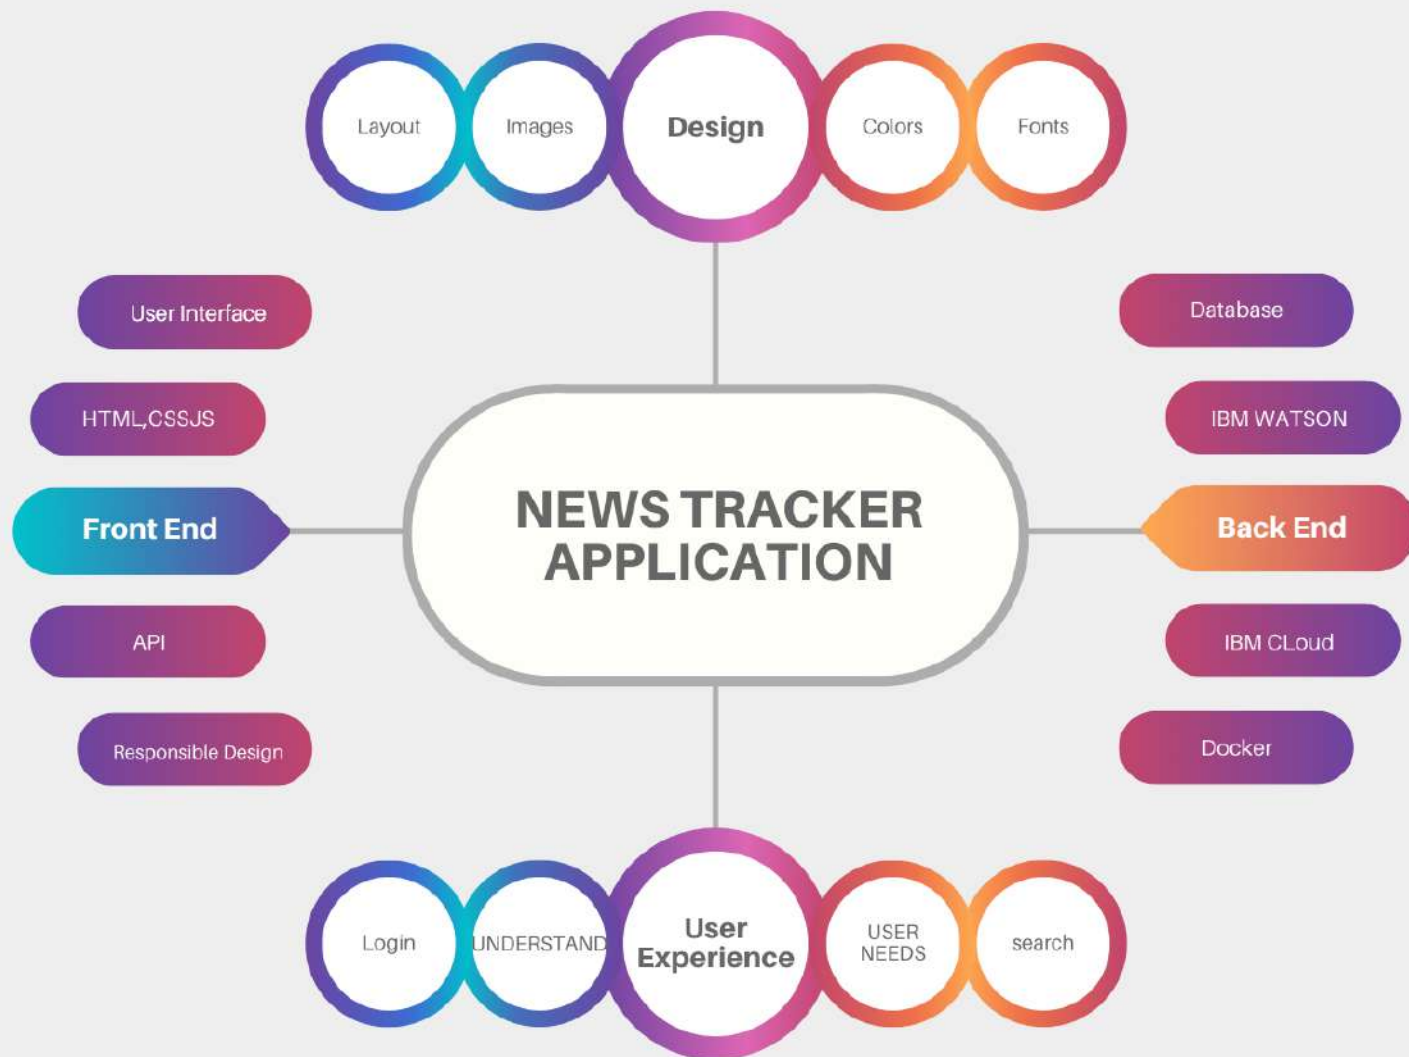 Layout
Images
Design
Colors
Fonts
User Interface
HTML,CSSJS
Front End
API
Responsible Design
NEWS TRACKER
APPLICATION
Database
IBM WATSON
Back End
IBM CLoud
Docker
Login
UNDERSTAND
User
Experience
USER
NEEDS
search